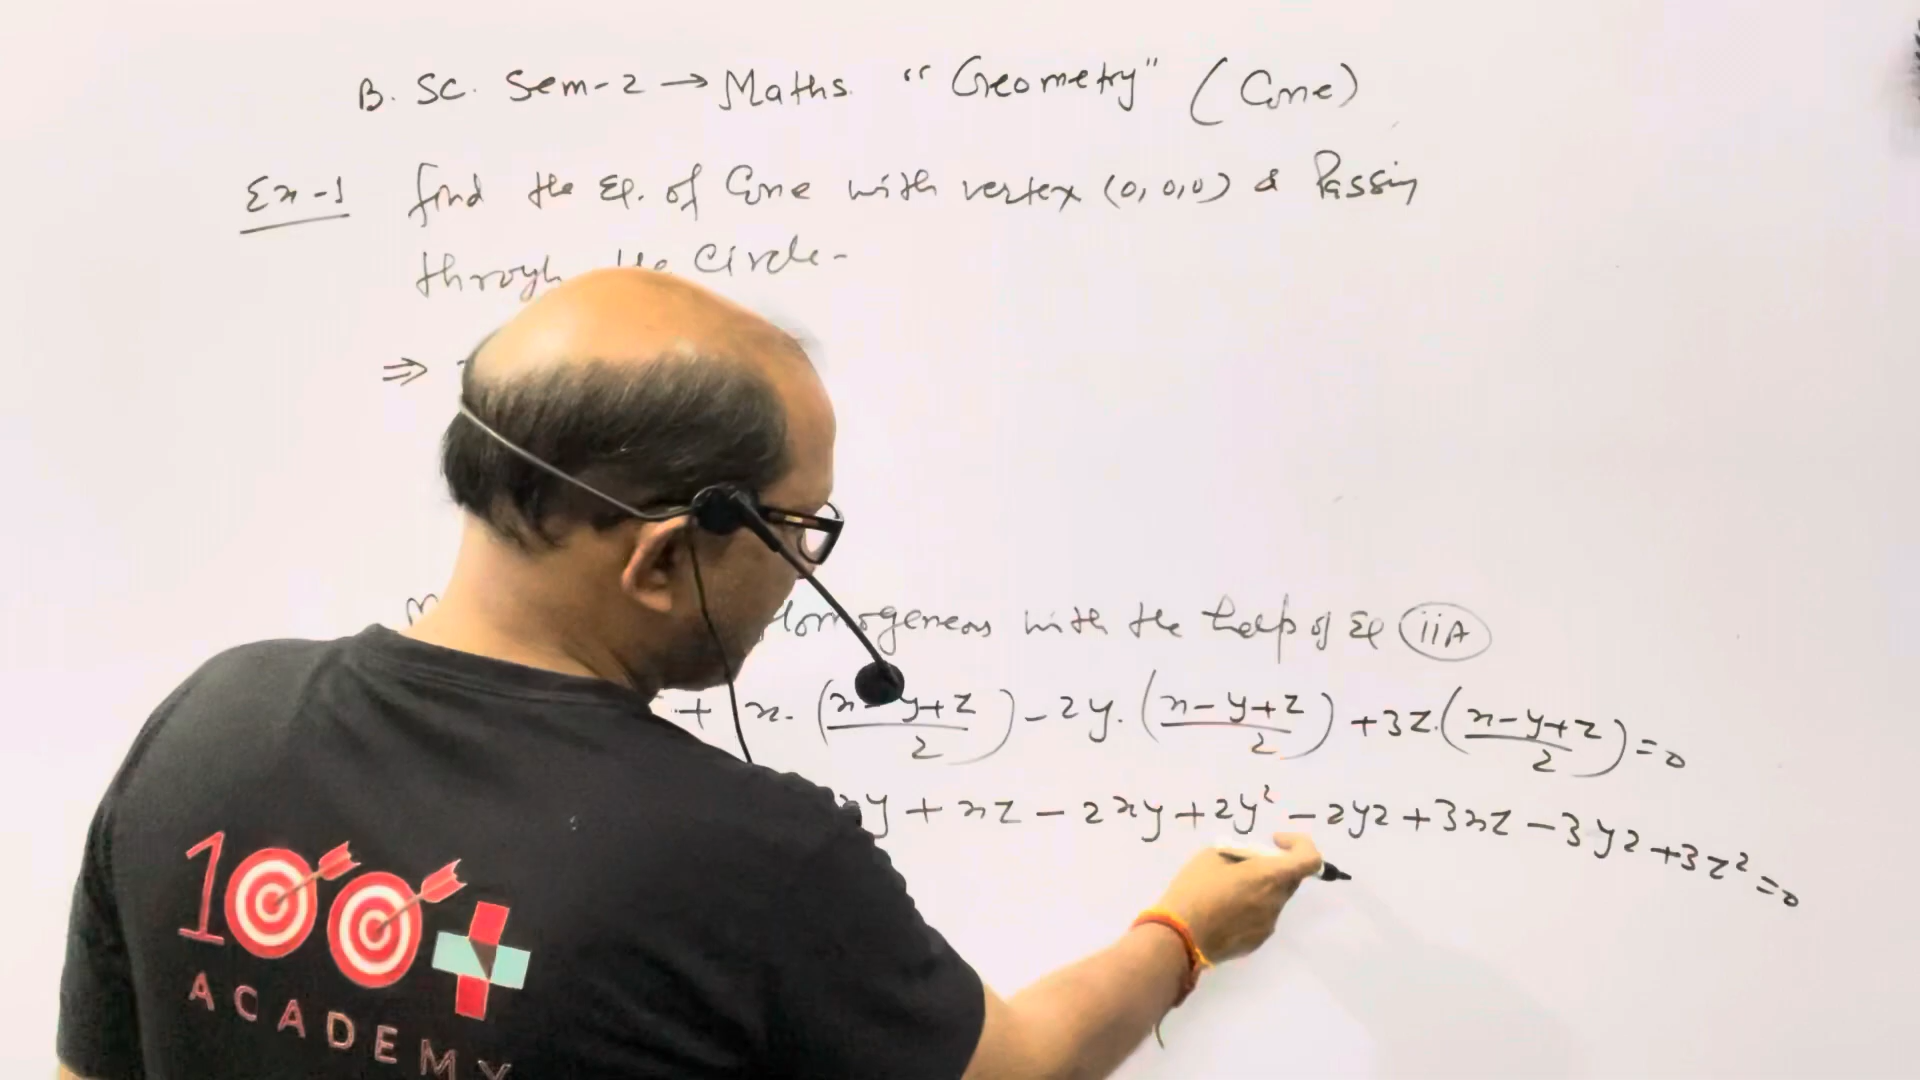 B. SC. Sem-2 → Maths. "Geometry" (Cone)
Ex-1 find the Eq. of Cone with vertex (0,0,0) & Passing
through the Circle-
⇒
Homogeneous with the help of Eq (iiA)
+ x. ((x-y+z)/2) - 2y. ((x-y+z)/2) + 3z. ((x-y+z)/2) = 0
xy + xz - 2xy + 2y² - 2yz + 3xz - 3yz + 3z² = 0
100+
ACADEMY